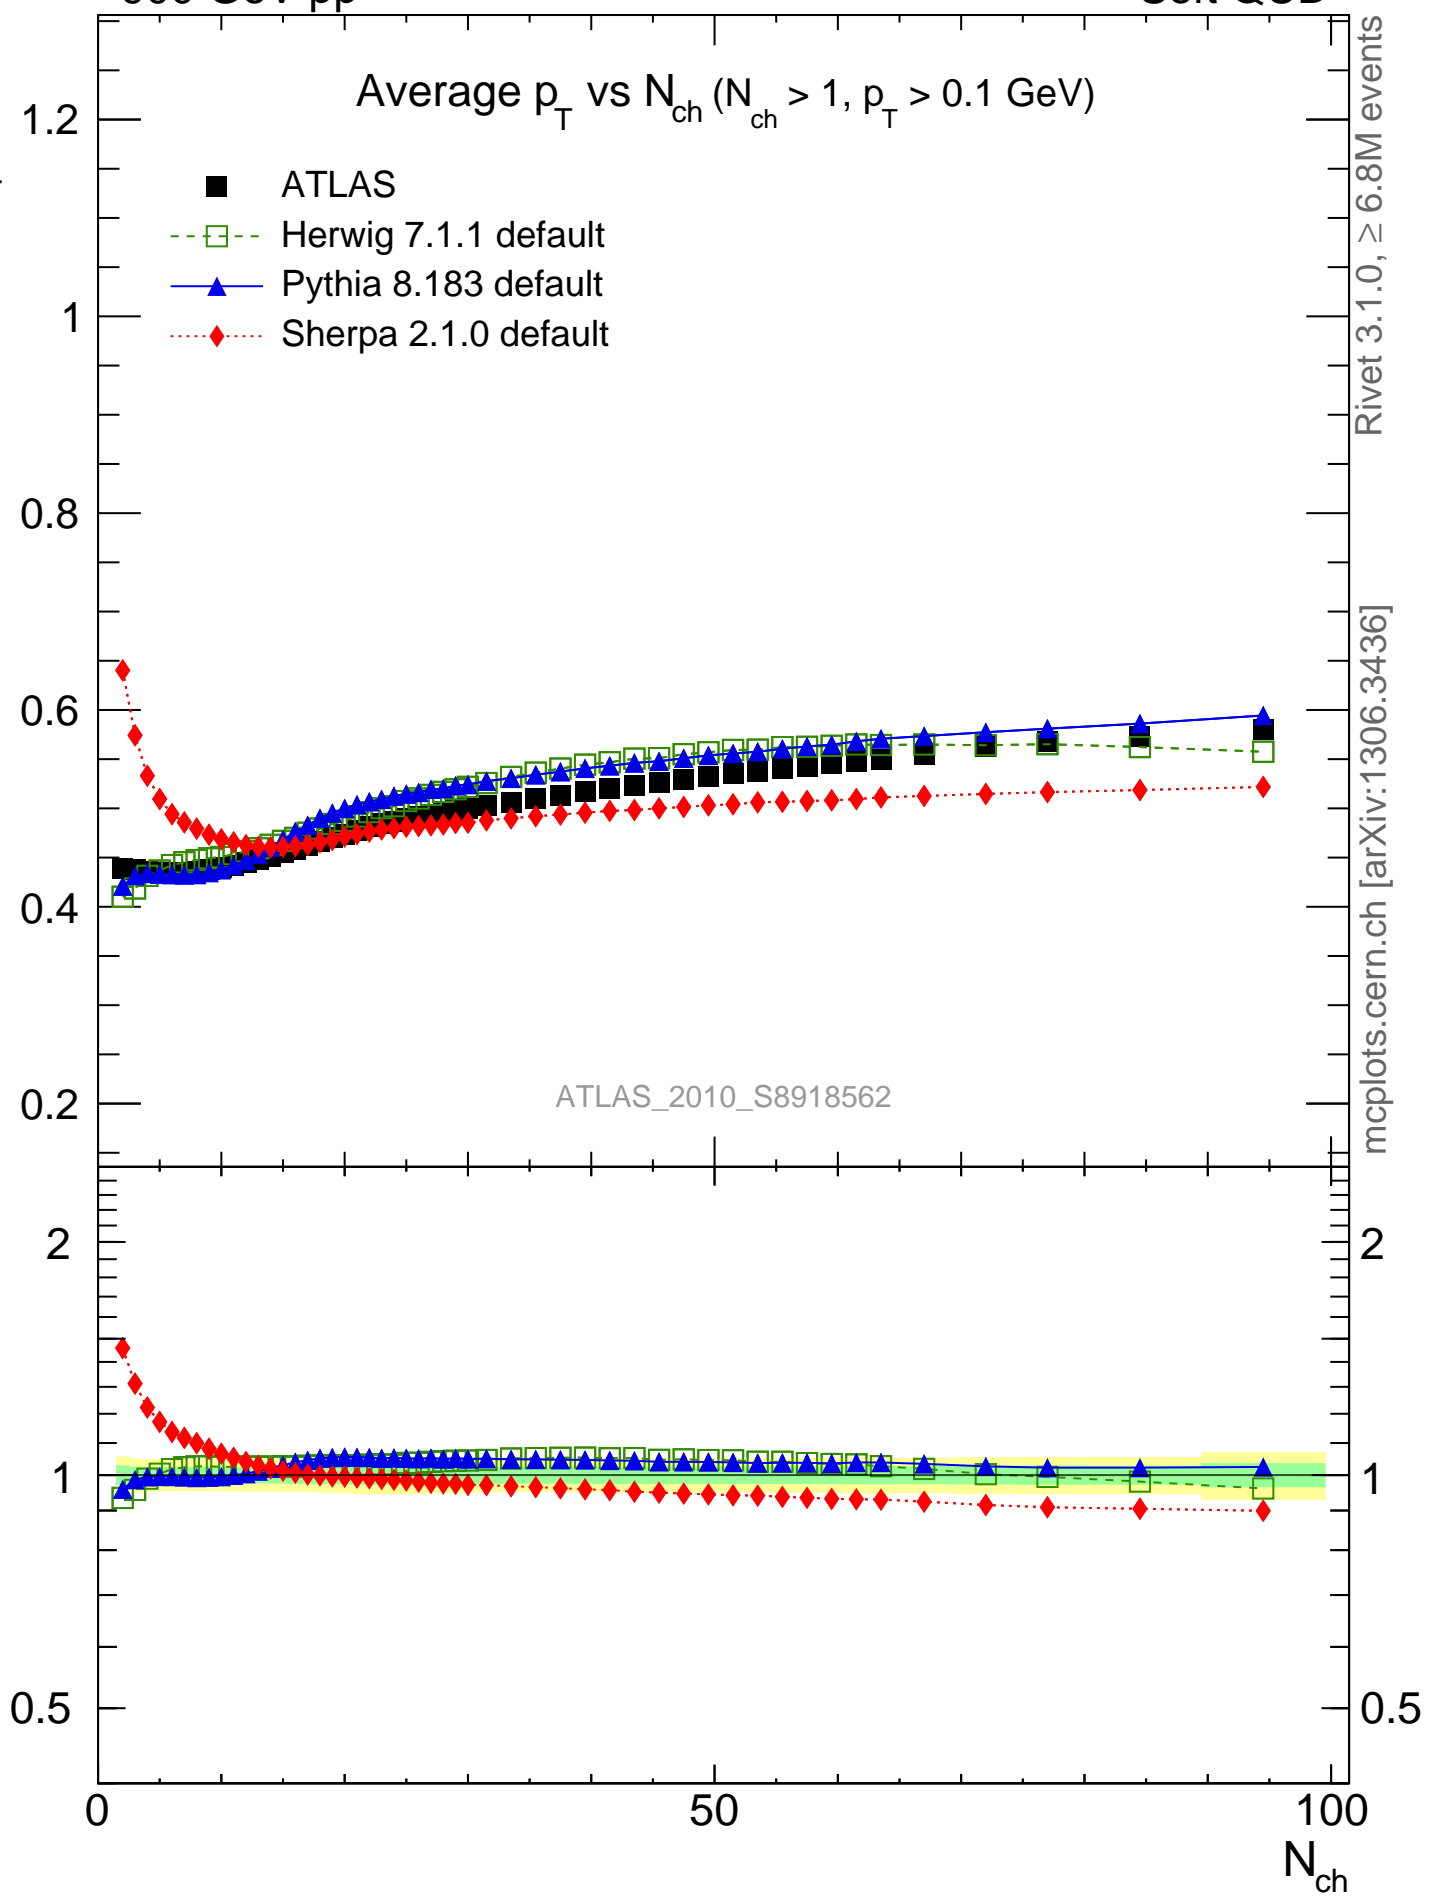 Average p_T vs N_ch (N_ch > 1, p_T > 0.1 GeV)
ATLAS
Herwig 7.1.1 default
Pythia 8.183 default
Sherpa 2.1.0 default
1.2
1
0.8
0.6
0.4
0.2
ATLAS_2010_S8918562
Rivet 3.1.0, ≥ 6.8M events
mcplots.cern.ch [arXiv:1306.3436]
2
1
0.5
2
1
0.5
0
50
100
N_ch